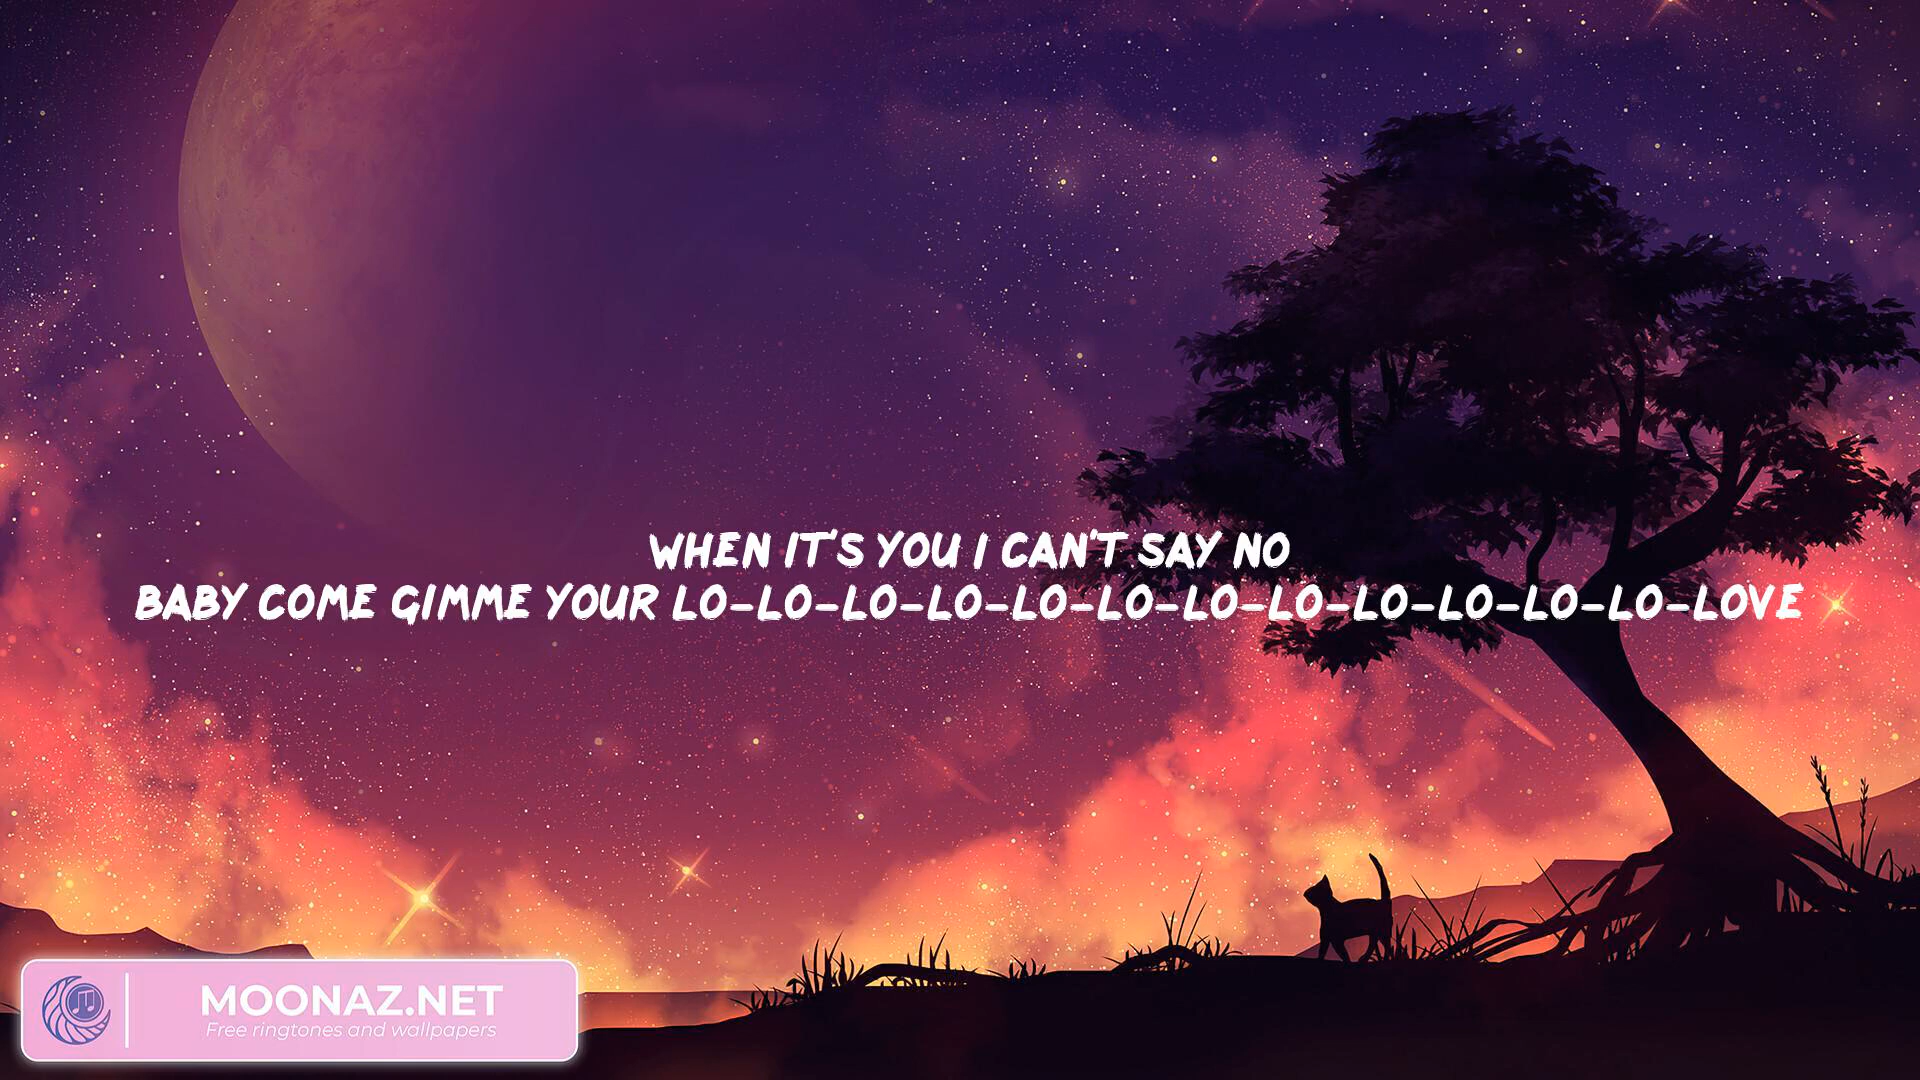 WHEN IT'S YOU I CAN'T SAY NO
BABY COME GIMME YOUR LO-LO-LO-LO-LO-LO-LO-LO-LO-LO-LO-LO-LOVE
MOONAZ.NET
Free ringtones and wallpapers